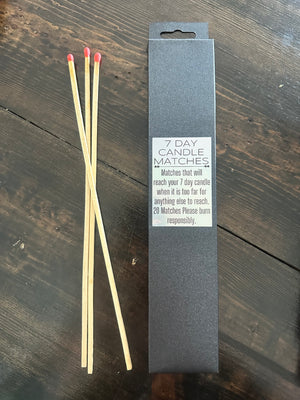 7 DAY
CANDLE
MATCHES
Matches that will
reach your 7 day candle
when it is too far for
anything else to reach.
20 Matches Please burn
responsibly.